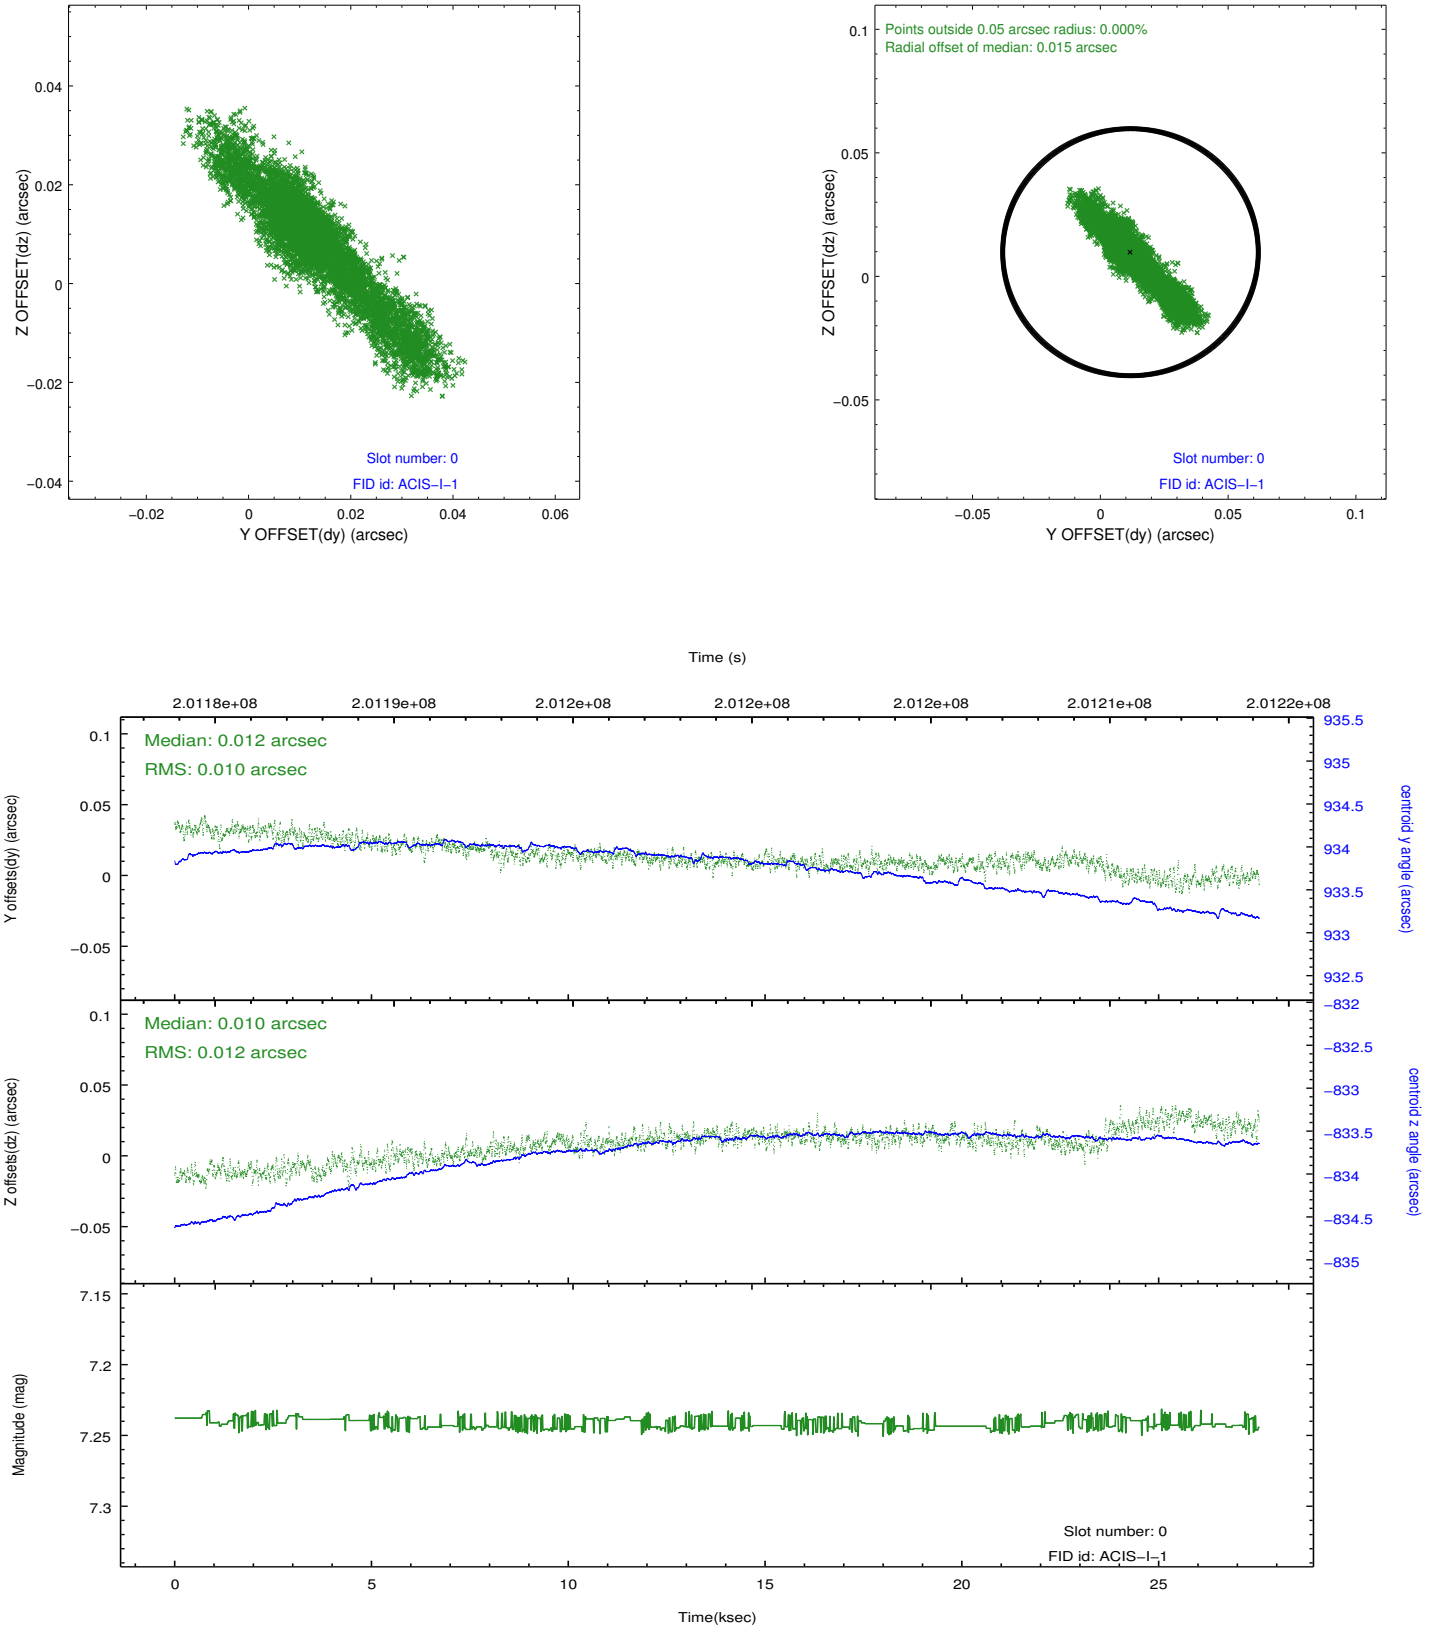 0.04
0.02
0
−0.02
−0.04
Z OFFSET(dz) (arcsec)
Slot number: 0
FID id: ACIS−I−1
−0.02
0
0.02
0.04
0.06
Y OFFSET(dy) (arcsec)
Points outside 0.05 arcsec radius: 0.000%
Radial offset of median: 0.015 arcsec
0.1
0.05
0
−0.05
Z OFFSET(dz) (arcsec)
Slot number: 0
FID id: ACIS−I−1
−0.05
0
0.05
0.1
Y OFFSET(dy) (arcsec)
Time (s)
2.0118e+08
2.0119e+08
2.012e+08
2.012e+08
2.012e+08
2.0121e+08
2.0122e+08
Median: 0.012 arcsec
RMS: 0.010 arcsec
0.1
0.05
0
−0.05
Y offsets(dy) (arcsec)
935.5
935
934.5
934
933.5
933
932.5
centroid y angle (arcsec)
Median: 0.010 arcsec
RMS: 0.012 arcsec
0.1
0.05
0
−0.05
Z offsets(dz) (arcsec)
−832
−832.5
−833
−833.5
−834
−834.5
−835
centroid z angle (arcsec)
7.15
7.2
7.25
7.3
Magnitude (mag)
Slot number: 0
FID id: ACIS−I−1
0
5
10
15
20
25
Time(ksec)